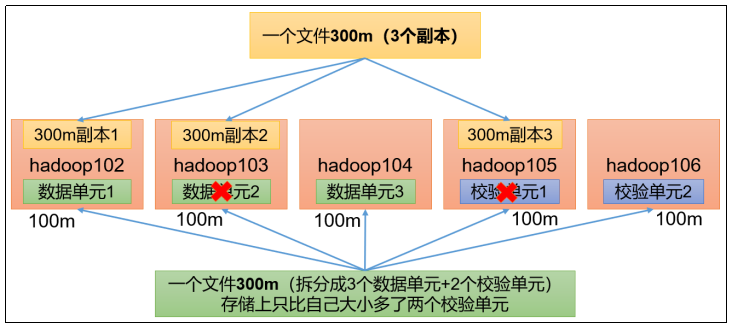 一个文件300m（3个副本）
300m副本1
300m副本2
300m副本3
hadoop102
hadoop103
hadoop104
hadoop105
hadoop106
数据单元1
数据单元2
数据单元3
校验单元1
校验单元2
100m
100m
100m
100m
100m
一个文件300m（拆分成3个数据单元+2个校验单元）
存储上只比自己大小多了两个校验单元